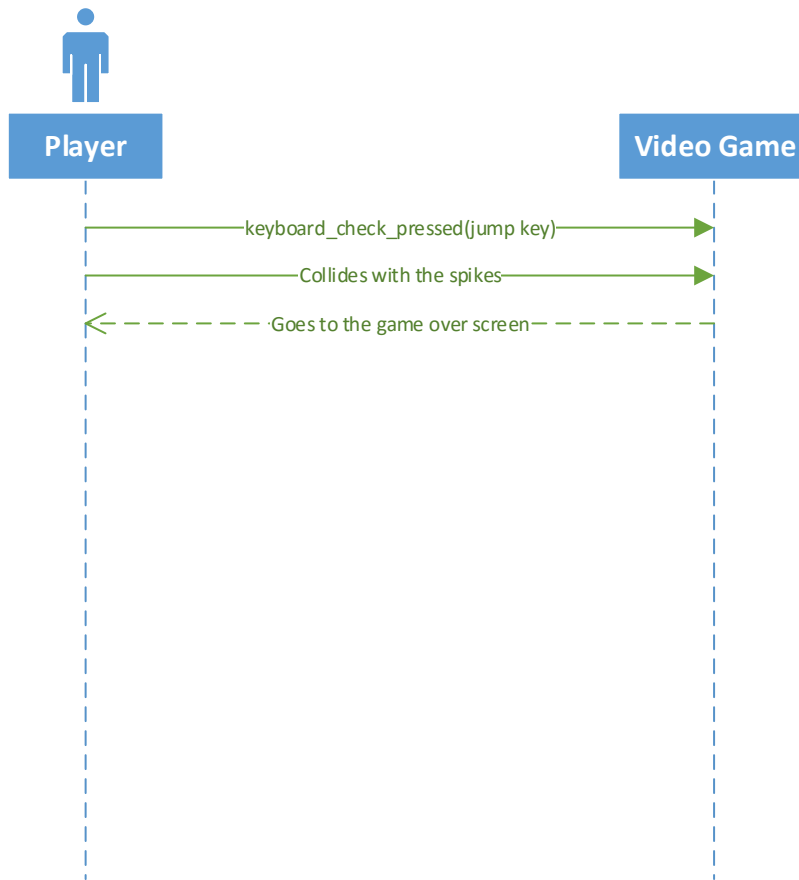 Player
Video Game
keyboard_check_pressed(jump key)
Collides with the spikes
Goes to the game over screen